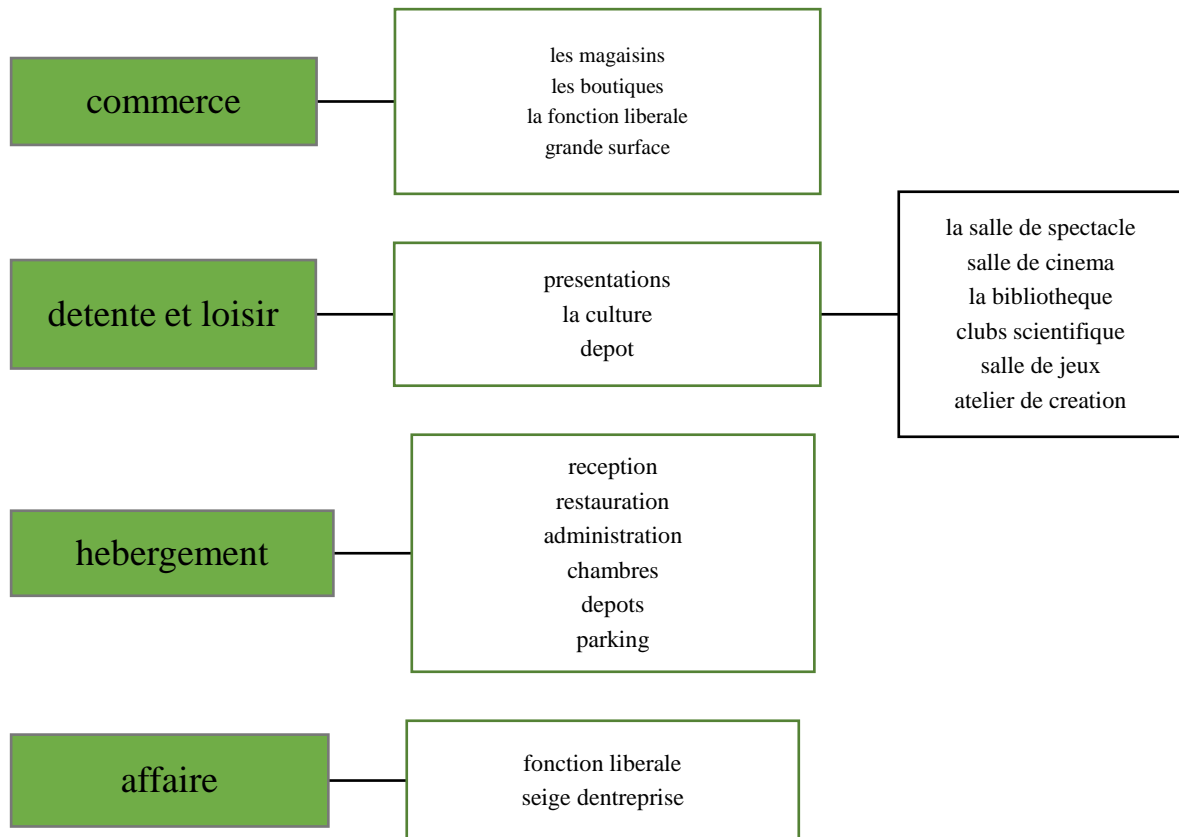 commerce
les magaisins
les boutiques
la fonction liberale
grande surface
detente et loisir
presentations
la culture
depot
la salle de spectacle
salle de cinema
la bibliotheque
clubs scientifique
salle de jeux
atelier de creation
hebergement
reception
restauration
administration
chambres
depots
parking
affaire
fonction liberale
seige dentreprise